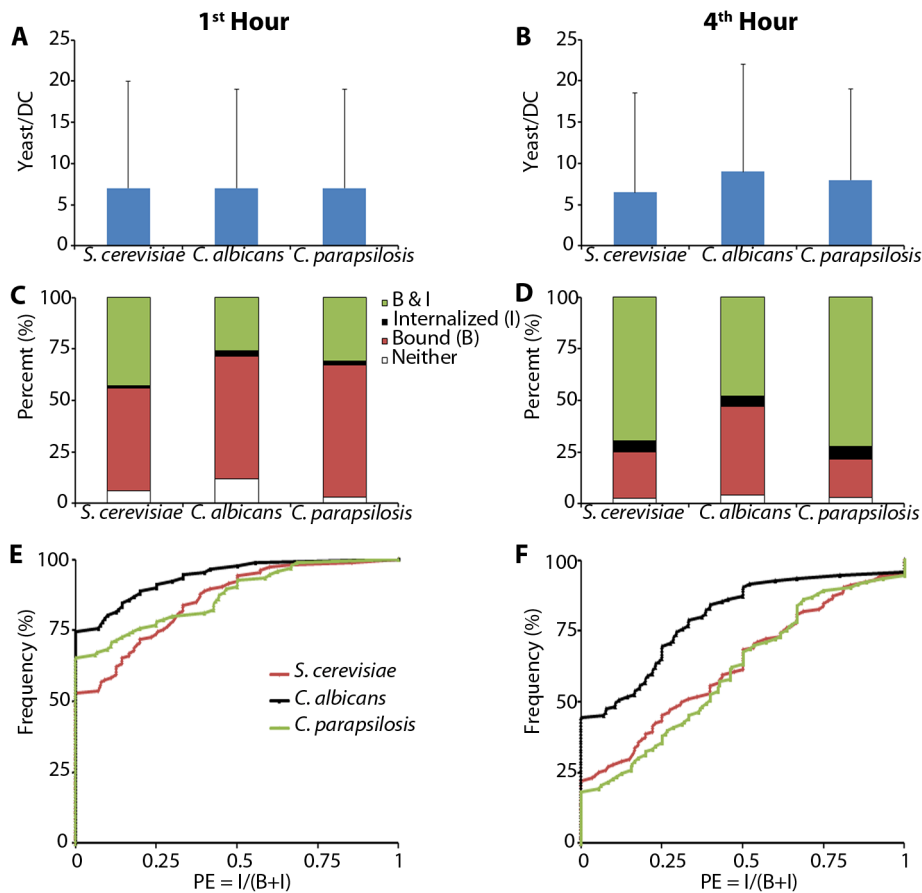 1st Hour
4th Hour
A
B
25
20
15
10
5
0
Yeast/DC
S. cerevisiae
C. albicans
C. parapsilosis
25
20
15
10
5
0
Yeast/DC
S. cerevisiae
C. albicans
C. parapsilosis
C
100
75
50
25
0
Percemt (%)
S. cerevisiae
C. albicans
C. parapsilosis
B & I
Internalized (I)
Bound (B)
Neither
D
100
75
50
25
0
Percemt (%)
S. cerevisiae
C. albicans
C. parapsilosis
E
100
75
50
25
0
Frequency (%)
S. cerevisiae
C. albicans
C. parapsilosis
0
0.25
0.5
0.75
1
PE = I/(B+I)
F
100
75
50
25
0
Frequency (%)
0
0.25
0.5
0.75
1
PE = I/(B+I)